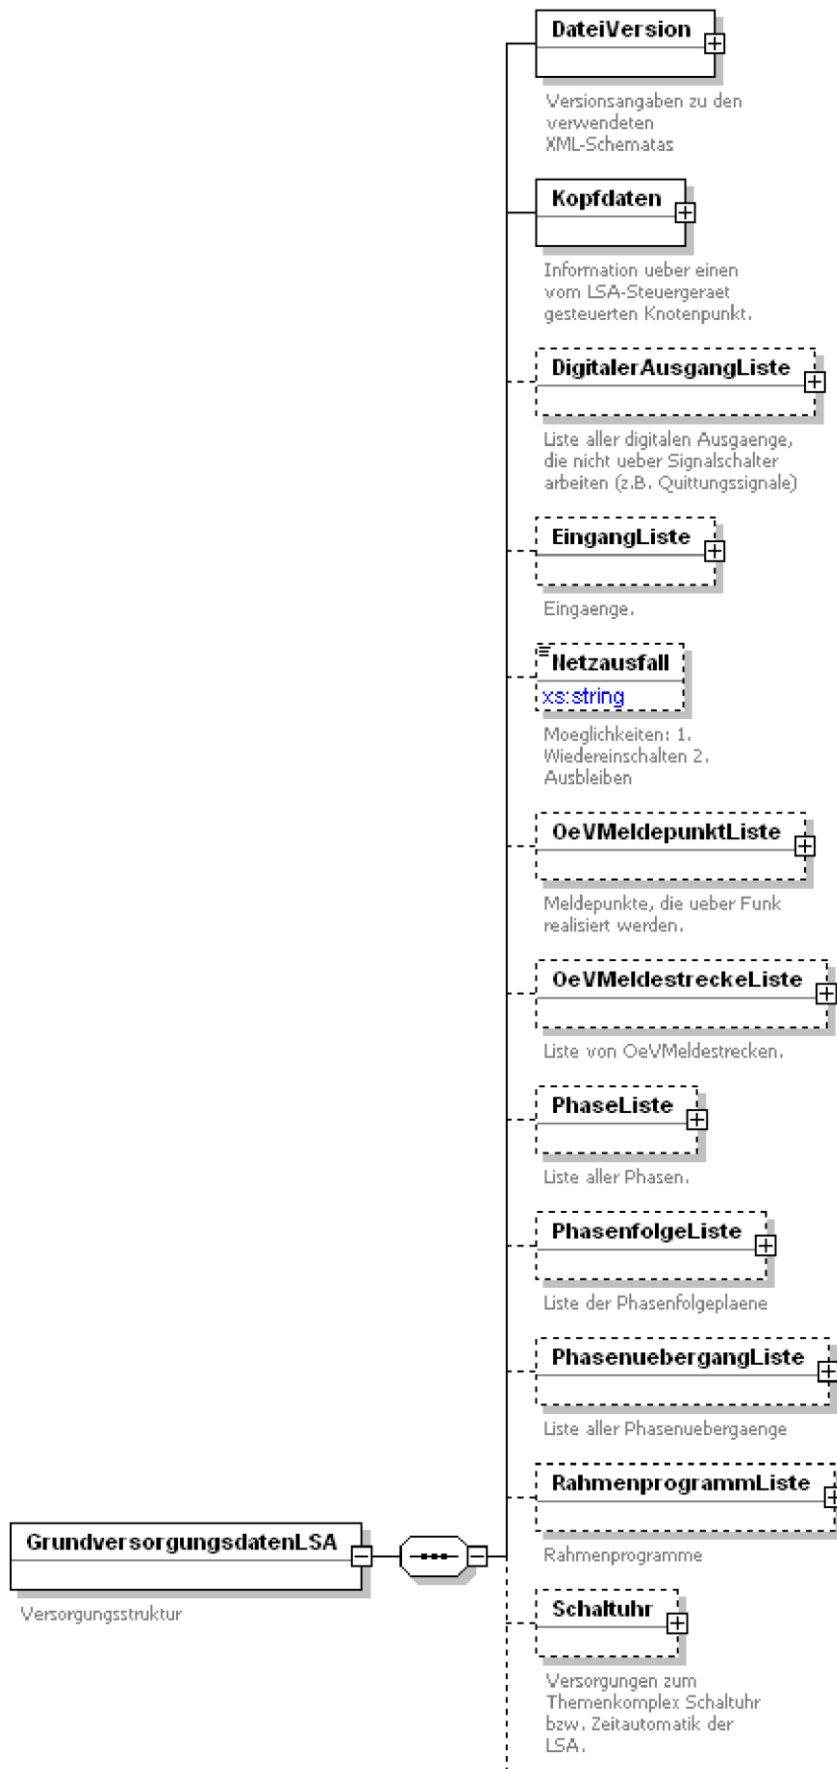 DateiVersion
Versionsangaben zu den
verwendeten
XML-Schematas
Kopfdaten
Information ueber einen
vom LSA-Steuergeraet
gesteuerten Knotenpunkt.
DigitalerAusgangListe
Liste aller digitalen Ausgaenge,
die nicht ueber Signalschalter
arbeiten (z.B. Quittungssignale)
EingangListe
Eingaenge.
Netzausfall
xs:string
Moeglichkeiten: 1.
Wiedereinschalten 2.
Ausbleiben
OeVMeldepunktListe
Meldepunkte, die ueber Funk
realisiert werden.
OeVMeldestreckeListe
Liste von OeVMeldestrecken.
PhaseListe
Liste aller Phasen.
PhasenfolgeListe
Liste der Phasenfolgeplaene
PhasenuebergangListe
Liste aller Phasenuebergaenge
RahmenprogrammListe
Rahmenprogramme
GrundversorgungsdatenLSA
Versorgungsstruktur
Schaltuhr
Versorgungen zum
Themenkomplex Schaltuhr
bzw. Zeitautomatik der
LSA.